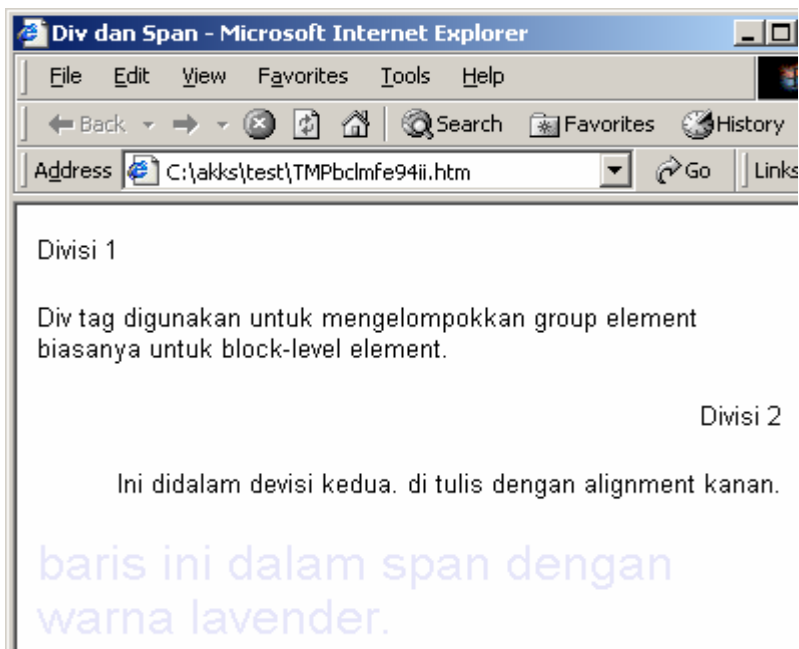 Div dan Span - Microsoft Internet Explorer
File Edit View Favorites Tools Help
Back Search Favorites History
Address C:\akks\test\TMPbclmfe94ii.htm Go Links
Divisi 1
Div tag digunakan untuk mengelompokkan group element
biasanya untuk block-level element.
Divisi 2
Ini didalam devisi kedua. di tulis dengan alignment kanan.
baris ini dalam span dengan
warna lavender.